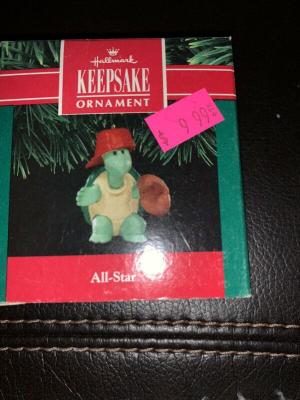 Hallmark
KEEPSAKE
ORNAMENT
9.99
All-Star